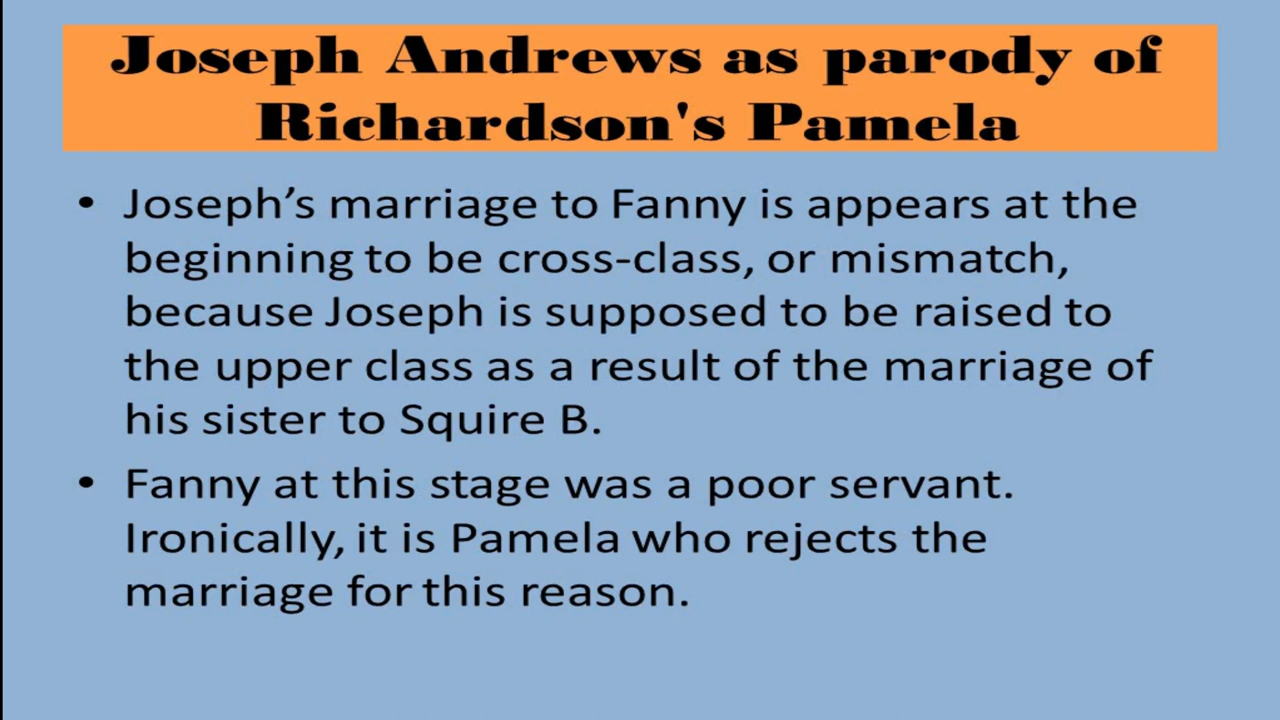 Joseph Andrews as parody of
Richardson's Pamela
• Joseph’s marriage to Fanny is appears at the
beginning to be cross-class, or mismatch,
because Joseph is supposed to be raised to
the upper class as a result of the marriage of
his sister to Squire B.
• Fanny at this stage was a poor servant.
Ironically, it is Pamela who rejects the
marriage for this reason.